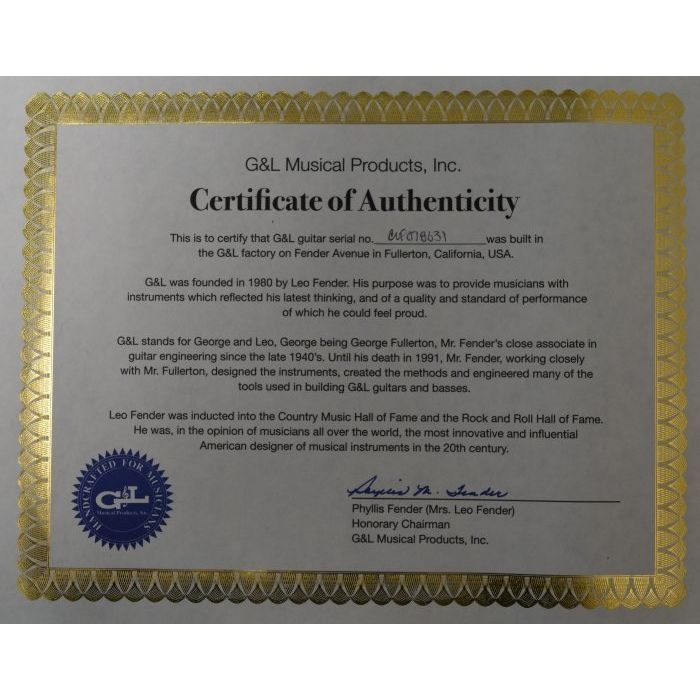 G&L Musical Products, Inc.
Certificate of Authenticity
This is to certify that G&L guitar serial no. CLF078631 was built in
the G&L factory on Fender Avenue in Fullerton, California, USA.
G&L was founded in 1980 by Leo Fender. His purpose was to provide musicians with
instruments which reflected his latest thinking, and of a quality and standard of performance
of which he could feel proud.
G&L stands for George and Leo, George being George Fullerton, Mr. Fender's close associate in
guitar engineering since the late 1940's. Until his death in 1991, Mr. Fender, working closely
with Mr. Fullerton, designed the instruments, created the methods and engineered many of the
tools used in building G&L guitars and basses.
Leo Fender was inducted into the Country Music Hall of Fame and the Rock and Roll Hall of Fame.
He was, in the opinion of musicians all over the world, the most innovative and influential
American designer of musical instruments in the 20th century.
HANDCRAFTED FOR MUSICIANS
G&L
Musical Products, Inc.
Phyllis M. Fender
Phyllis Fender (Mrs. Leo Fender)
Honorary Chairman
G&L Musical Products, Inc.